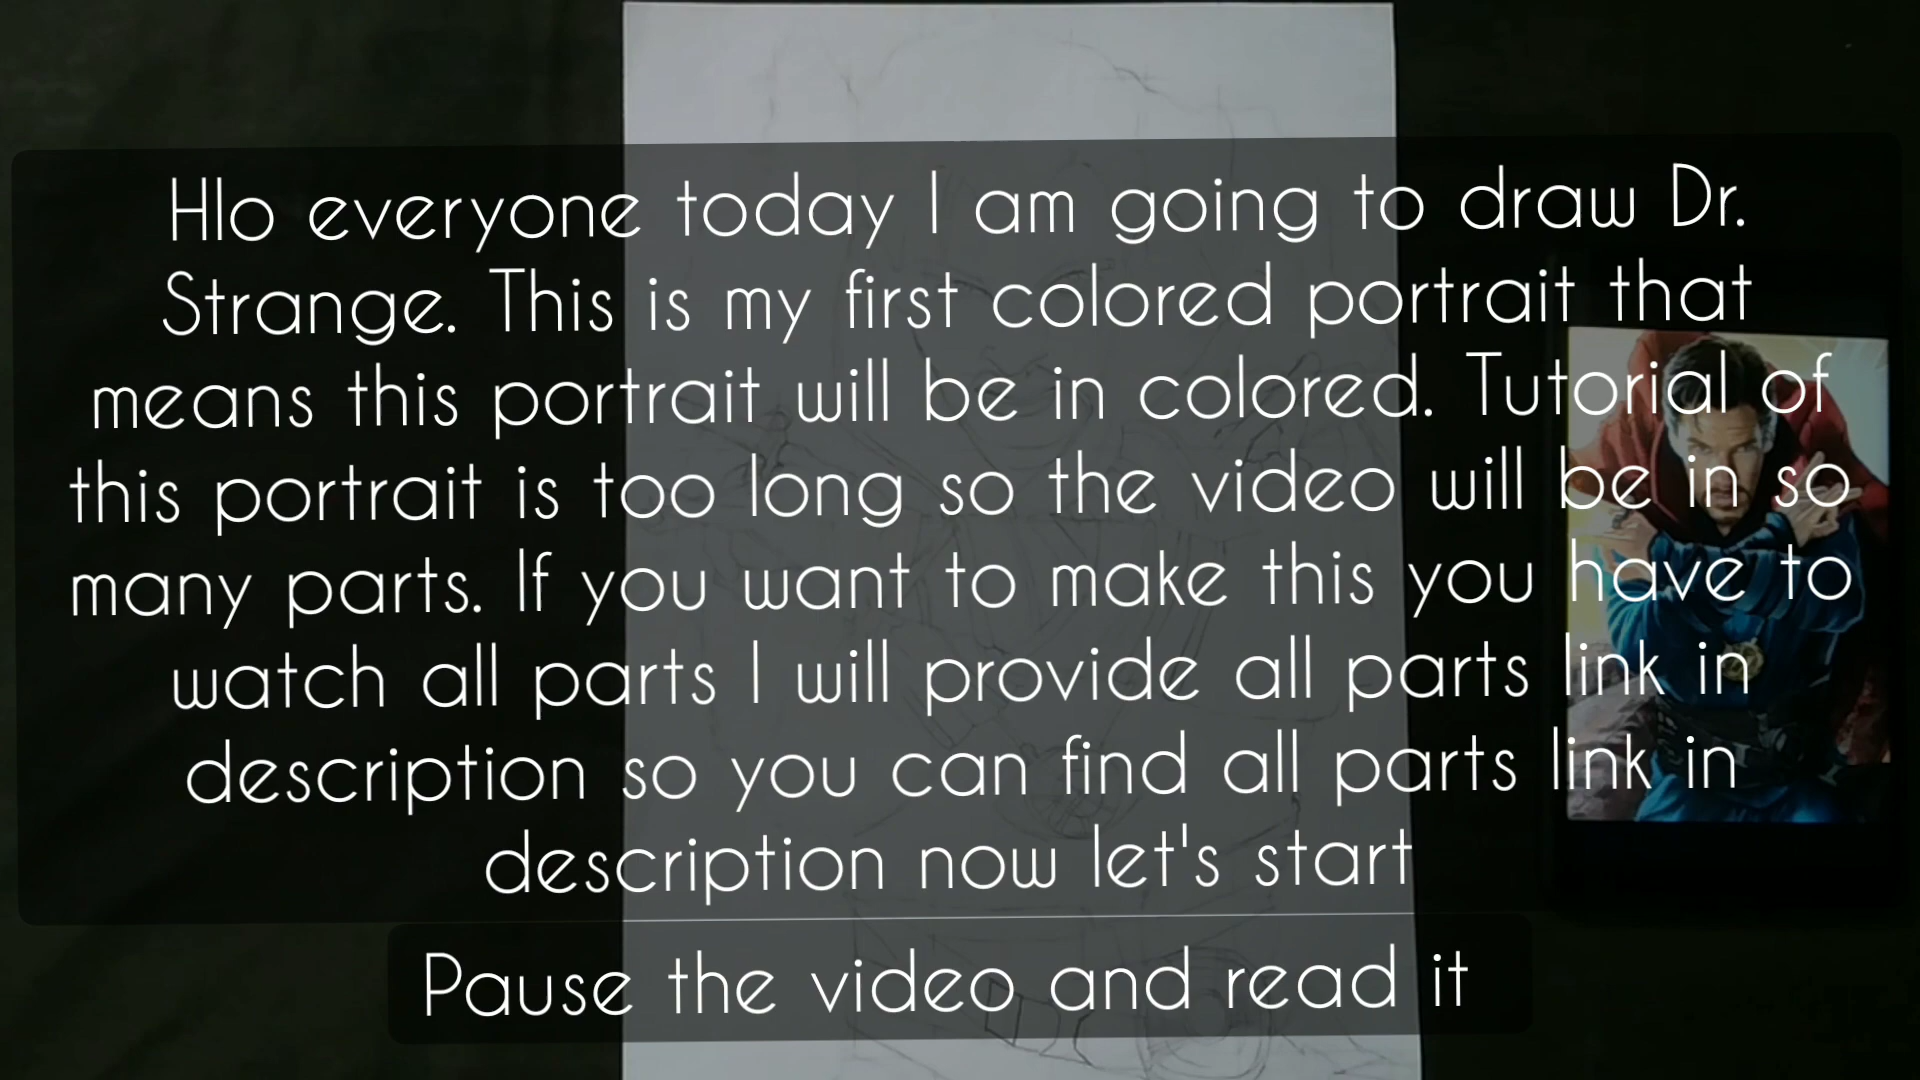 Hlo everyone today I am going to draw Dr.
Strange. This is my first colored portrait that
means this portrait will be in colored. Tutorial of
this portrait is too long so the video will be in so
many parts. If you want to make this you have to
watch all parts I will provide all parts link in
description so you can find all parts link in
description now let's start
Pause the video and read it